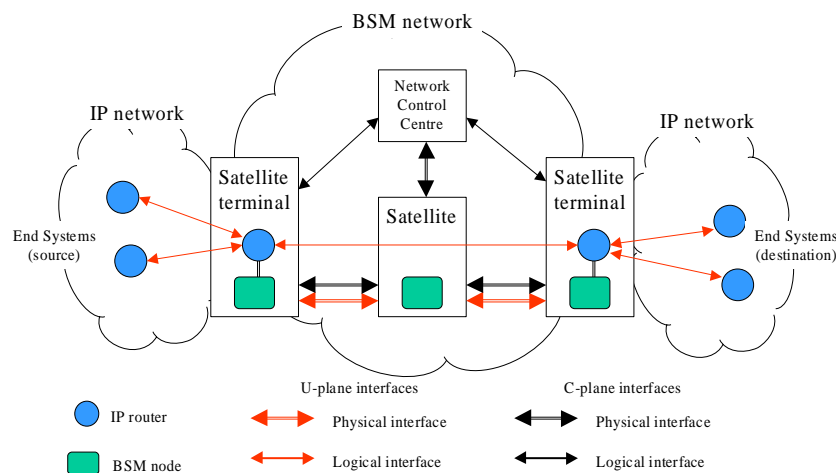 BSM network
Network
Control
Centre
IP network
IP network
Satellite
terminal
Satellite
Satellite
terminal
End Systems
(source)
End Systems
(destination)
U-plane interfaces
C-plane interfaces
IP router
Physical interface
Physical interface
BSM node
Logical interface
Logical interface